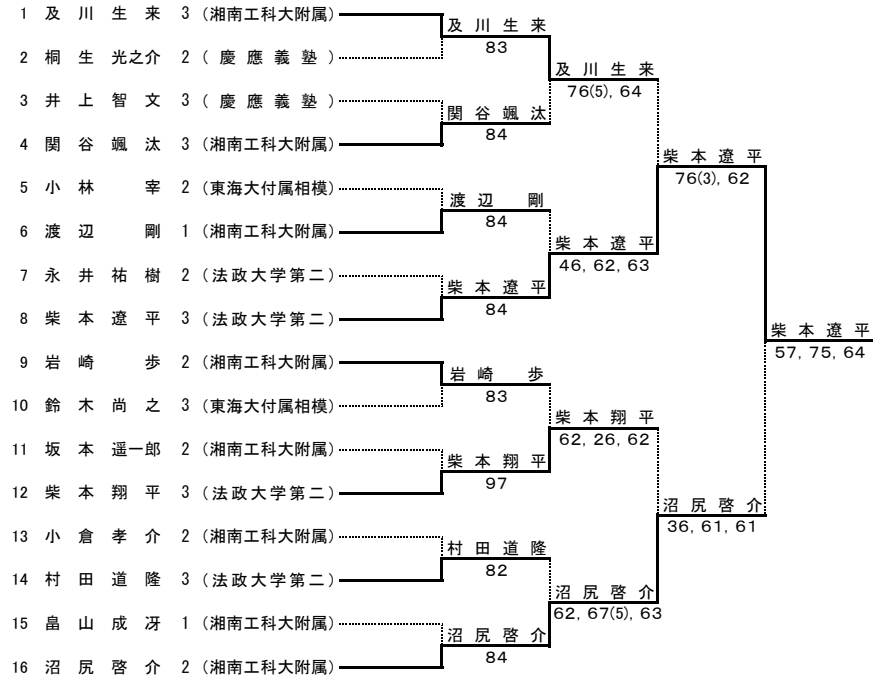 1 及川生来 3 (湘南工科大附属)
2 桐生光之介 2 (慶應義塾)
3 井上智文 3 (慶應義塾)
4 関谷颯汰 3 (湘南工科大附属)
5 小林宰 2 (東海大付属相模)
6 渡辺剛 1 (湘南工科大附属)
7 永井祐樹 2 (法政大学第二)
8 柴本遼平 3 (法政大学第二)
9 岩崎歩 2 (湘南工科大附属)
10 鈴木尚之 3 (東海大付属相模)
11 坂本遥一郎 2 (湘南工科大附属)
12 柴本翔平 3 (法政大学第二)
13 小倉孝介 2 (湘南工科大附属)
14 村田道隆 3 (法政大学第二)
15 畠山成冴 1 (湘南工科大附属)
16 沼尻啓介 2 (湘南工科大附属)
及川生来
83
関谷颯汰
84
渡辺剛
84
柴本遼平
84
岩崎歩
83
柴本翔平
97
村田道隆
82
沼尻啓介
84
及川生来
76(5), 64
柴本遼平
46, 62, 63
柴本翔平
62, 26, 62
沼尻啓介
62, 67(5), 63
柴本遼平
76(3), 62
沼尻啓介
36, 61, 61
柴本遼平
57, 75, 64